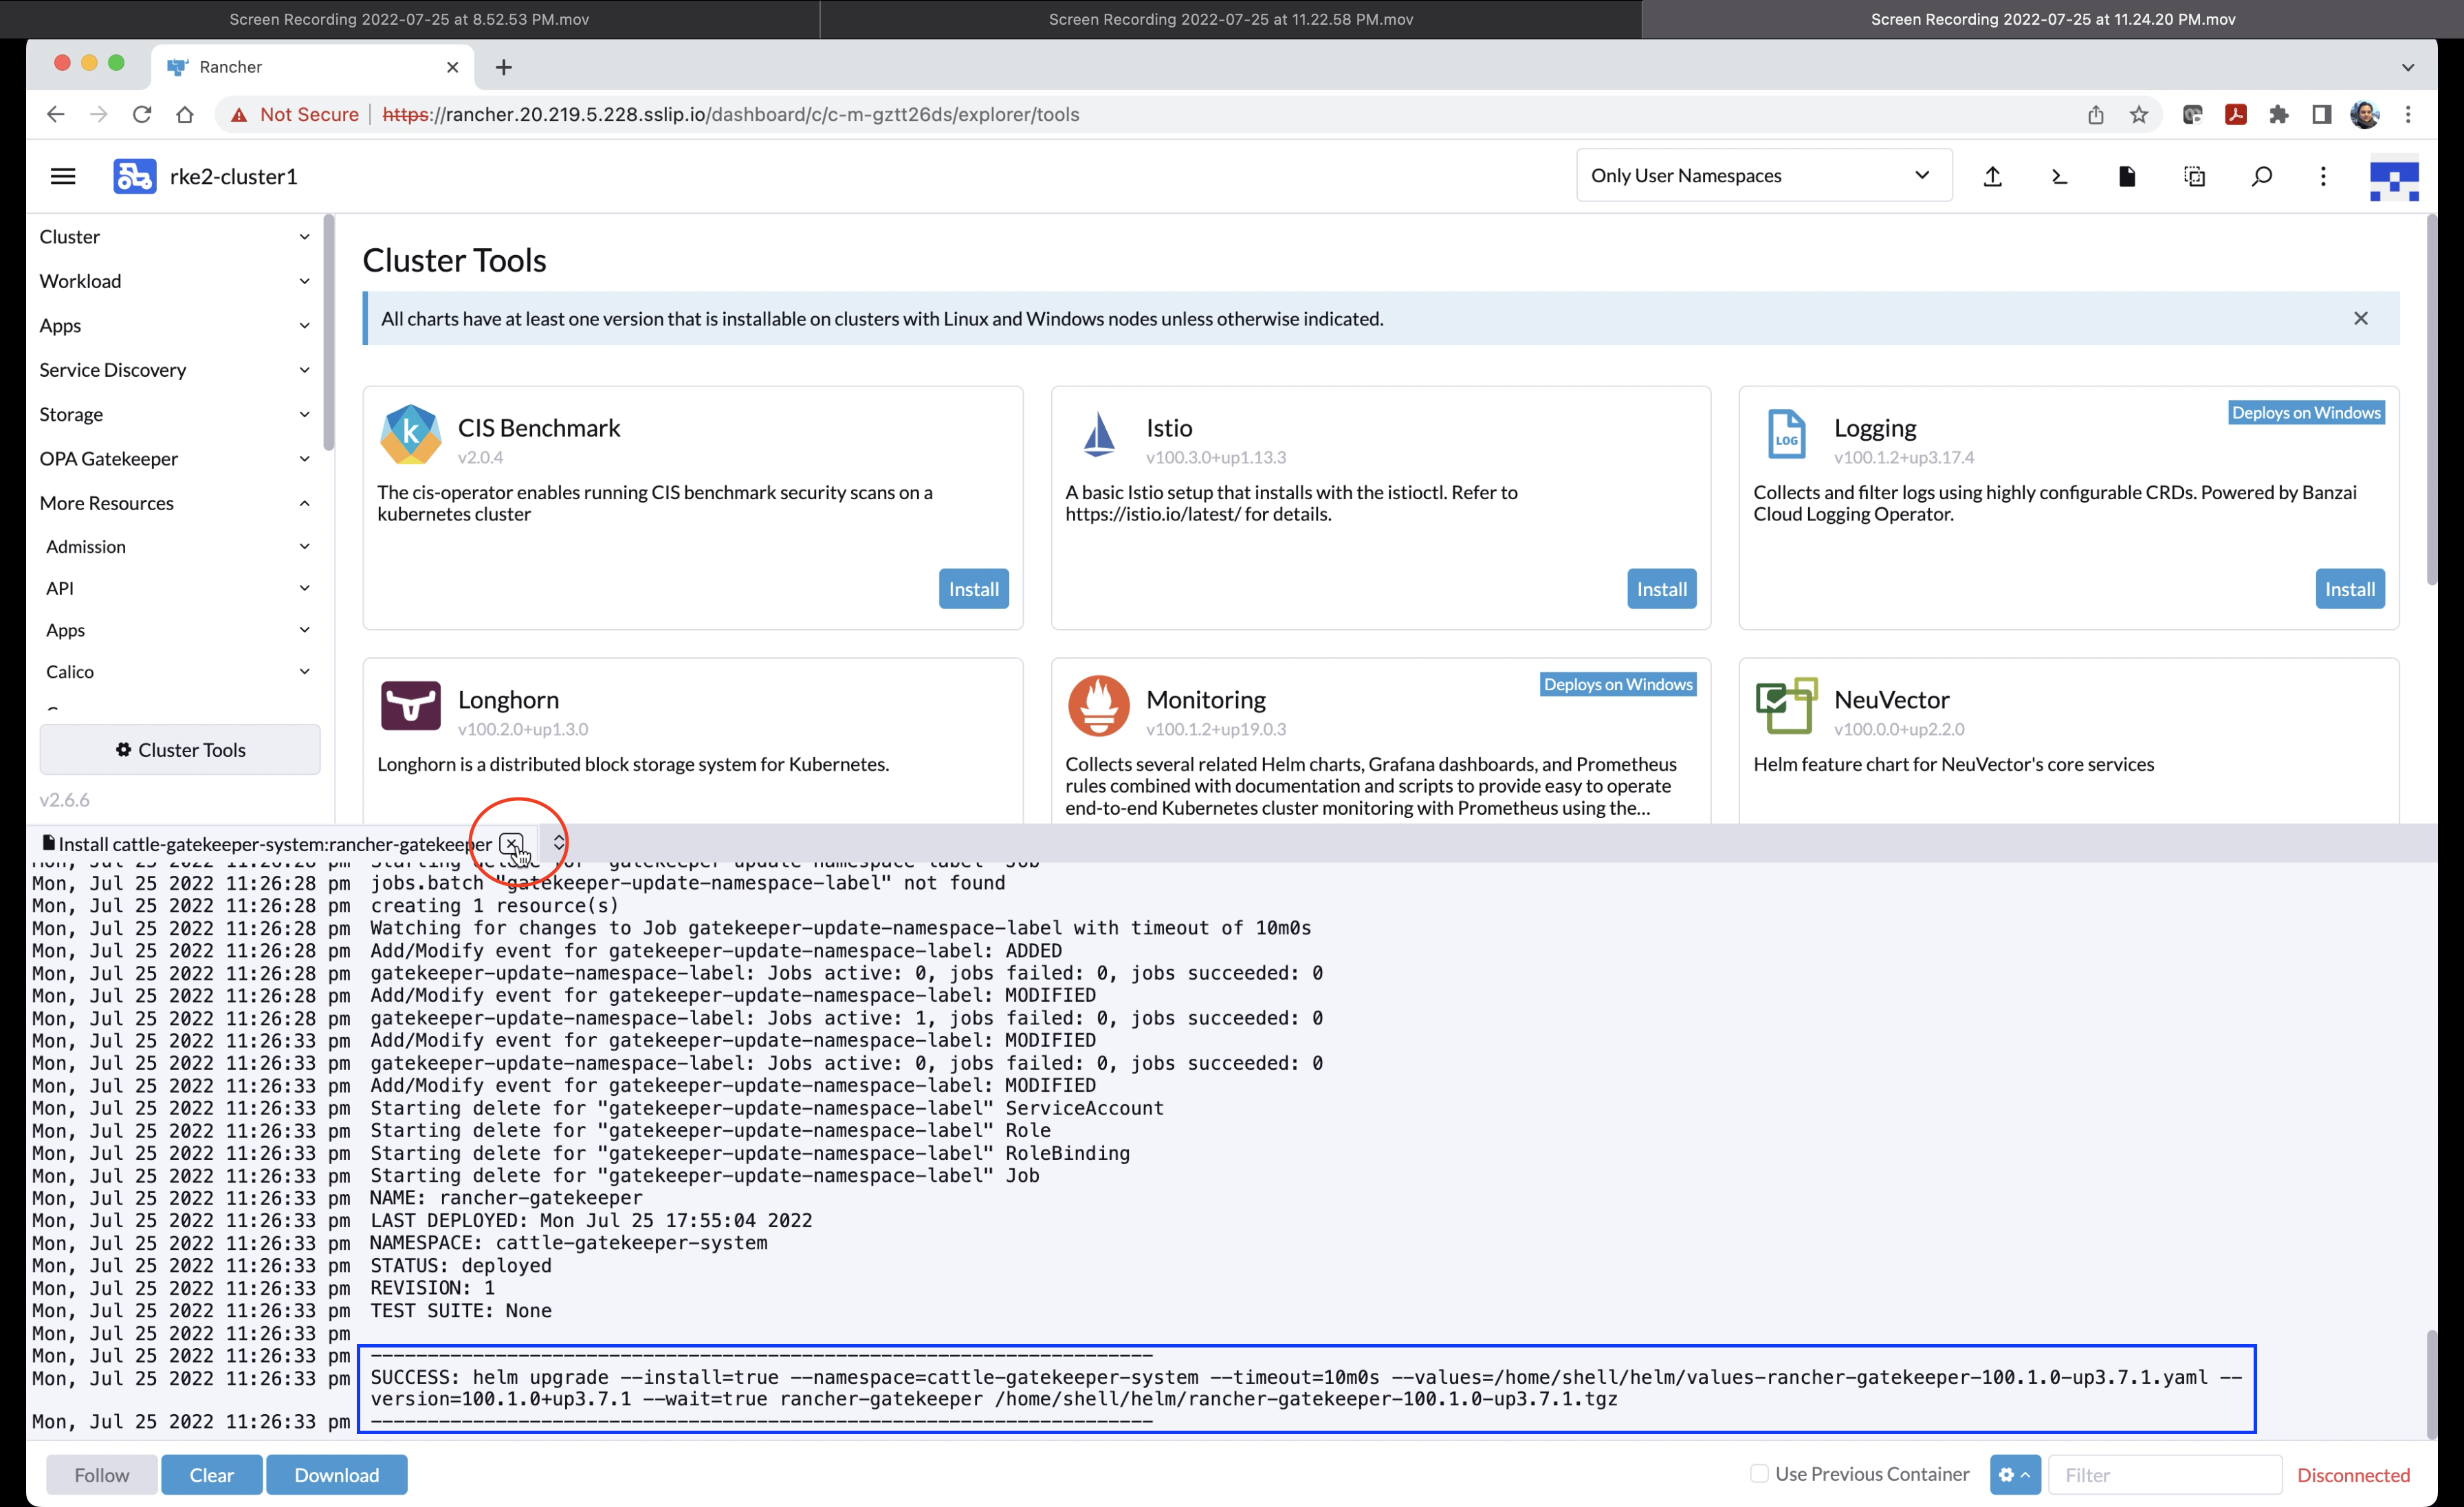 Screen Recording 2022-07-25 at 8.52.53 PM.mov
Screen Recording 2022-07-25 at 11.22.58 PM.mov
Screen Recording 2022-07-25 at 11.24.20 PM.mov
Rancher
Not Secure
https://rancher.20.219.5.228.sslip.io/dashboard/c/c-m-gztt26ds/explorer/tools
rke2-cluster1
Only User Namespaces
Cluster
Workload
Apps
Service Discovery
Storage
OPA Gatekeeper
More Resources
Admission
API
Apps
Calico
Cluster Tools
v2.6.6
Cluster Tools
All charts have at least one version that is installable on clusters with Linux and Windows nodes unless otherwise indicated.
k
CIS Benchmark
v2.0.4
The cis-operator enables running CIS benchmark security scans on a
kubernetes cluster
Install
Istio
v100.3.0+up1.13.3
A basic Istio setup that installs with the istioctl. Refer to
https://istio.io/latest/ for details.
Install
Deploys on Windows
LOG
Logging
v100.1.2+up3.17.4
Collects and filter logs using highly configurable CRDs. Powered by Banzai
Cloud Logging Operator.
Install
Longhorn
v100.2.0+up1.3.0
Longhorn is a distributed block storage system for Kubernetes.
Deploys on Windows
Monitoring
v100.1.2+up19.0.3
Collects several related Helm charts, Grafana dashboards, and Prometheus
rules combined with documentation and scripts to provide easy to operate
end-to-end Kubernetes cluster monitoring with Prometheus using the...
NeuVector
v100.0.0+up2.2.0
Helm feature chart for NeuVector's core services
Install cattle-gatekeeper-system:rancher-gatekeeper
Mon, Jul 25 2022 11:26:28 pm Starting delete for "gatekeeper-update-namespace-label" Job
Mon, Jul 25 2022 11:26:28 pm jobs.batch "gatekeeper-update-namespace-label" not found
Mon, Jul 25 2022 11:26:28 pm creating 1 resource(s)
Mon, Jul 25 2022 11:26:28 pm Watching for changes to Job gatekeeper-update-namespace-label with timeout of 10m0s
Mon, Jul 25 2022 11:26:28 pm Add/Modify event for gatekeeper-update-namespace-label: ADDED
Mon, Jul 25 2022 11:26:28 pm gatekeeper-update-namespace-label: Jobs active: 0, jobs failed: 0, jobs succeeded: 0
Mon, Jul 25 2022 11:26:28 pm Add/Modify event for gatekeeper-update-namespace-label: MODIFIED
Mon, Jul 25 2022 11:26:28 pm gatekeeper-update-namespace-label: Jobs active: 1, jobs failed: 0, jobs succeeded: 0
Mon, Jul 25 2022 11:26:33 pm Add/Modify event for gatekeeper-update-namespace-label: MODIFIED
Mon, Jul 25 2022 11:26:33 pm gatekeeper-update-namespace-label: Jobs active: 0, jobs failed: 0, jobs succeeded: 0
Mon, Jul 25 2022 11:26:33 pm Add/Modify event for gatekeeper-update-namespace-label: MODIFIED
Mon, Jul 25 2022 11:26:33 pm Starting delete for "gatekeeper-update-namespace-label" ServiceAccount
Mon, Jul 25 2022 11:26:33 pm Starting delete for "gatekeeper-update-namespace-label" Role
Mon, Jul 25 2022 11:26:33 pm Starting delete for "gatekeeper-update-namespace-label" RoleBinding
Mon, Jul 25 2022 11:26:33 pm Starting delete for "gatekeeper-update-namespace-label" Job
Mon, Jul 25 2022 11:26:33 pm NAME: rancher-gatekeeper
Mon, Jul 25 2022 11:26:33 pm LAST DEPLOYED: Mon Jul 25 17:55:04 2022
Mon, Jul 25 2022 11:26:33 pm NAMESPACE: cattle-gatekeeper-system
Mon, Jul 25 2022 11:26:33 pm STATUS: deployed
Mon, Jul 25 2022 11:26:33 pm REVISION: 1
Mon, Jul 25 2022 11:26:33 pm TEST SUITE: None
Mon, Jul 25 2022 11:26:33 pm
Mon, Jul 25 2022 11:26:33 pm ---------------------------------------------------------------------
Mon, Jul 25 2022 11:26:33 pm SUCCESS: helm upgrade --install=true --namespace=cattle-gatekeeper-system --timeout=10m0s --values=/home/shell/helm/values-rancher-gatekeeper-100.1.0-up3.7.1.yaml --
version=100.1.0+up3.7.1 --wait=true rancher-gatekeeper /home/shell/helm/rancher-gatekeeper-100.1.0-up3.7.1.tgz
Mon, Jul 25 2022 11:26:33 pm ---------------------------------------------------------------------
Follow
Clear
Download
Use Previous Container
Filter
Disconnected